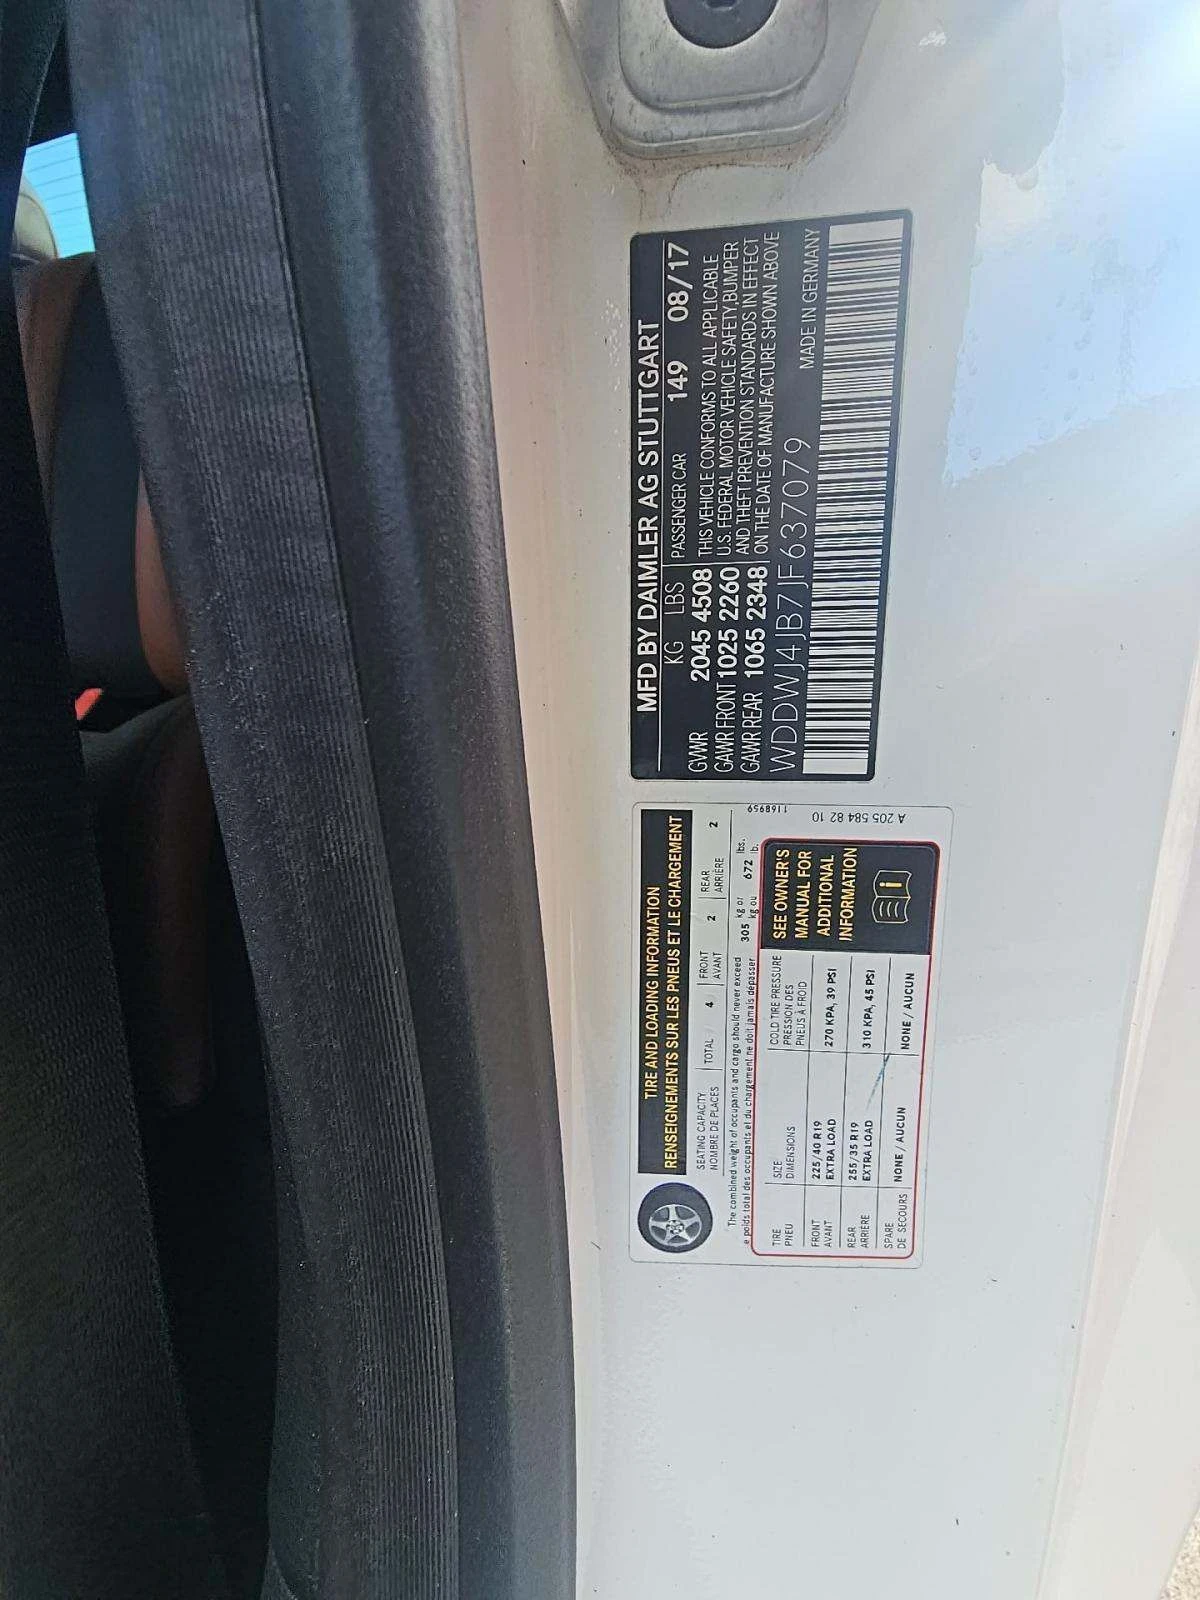 MFD BY DAIMLER AG STUTTGART
KG LBS PASSENGER CAR 149 08/17
GVWR 2045 4508
GAWR FRONT 1025 2260
GAWR REAR 1065 2348
THIS VEHICLE CONFORMS TO ALL APPLICABLE
U.S. FEDERAL MOTOR VEHICLE SAFETY,BUMPER
AND THEFT PREVENTION STANDARDS IN EFFECT
ON THE DATE OF MANUFACTURE SHOWN ABOVE
WDDWJ4JB7JF637079 MADE IN GERMANY
TIRE AND LOADING INFORMATION
RENSEIGNEMENTS SUR LES PNEUS ET LE CHARGEMENT
SEATING CAPACITY
NOMBRE DE PLACES
TOTAL 4
FRONT
AVANT
2
REAR
ARRIÈRE
2
The combined weight of occupants and cargo should never exceed 305 kg or 672 lbs.
e poids total des occupants et du chargement ne doit jamais dépasser kg ou lb.
TIRE
PNEU
SIZE
DIMENSIONS
COLD TIRE PRESSURE
PRESSION DES
PNEUS À FROID
FRONT
AVANT
225/40 R19
EXTRA LOAD
270 KPA, 39 PSI
REAR
ARRIÈRE
255/35 R19
EXTRA LOAD
310 KPA, 45 PSI
SPARE
DE SECOURS
NONE / AUCUN
NONE / AUCUN
SEE OWNER'S
MANUAL FOR
ADDITIONAL
INFORMATION
1168959
A 205 584 82 10